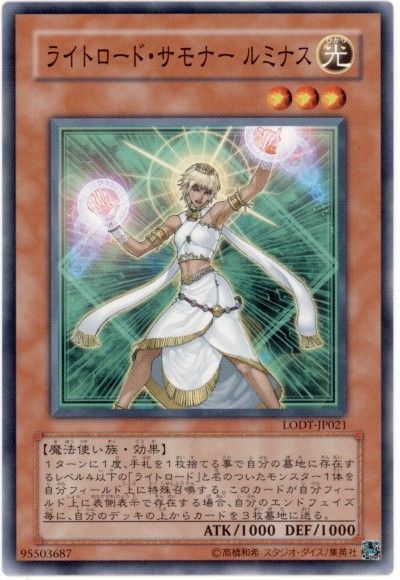 ライトロード・サモナー ルミナス
光
LODT-JP021
【魔法使い族・効果】
1ターンに1度、手札を1枚捨てる事で自分の墓地に存在す
るレベル4以下の「ライトロード」と名のついたモンスター1体を
自分フィールド上に特殊召喚する。このカードが自分フィー
ルド上に表側表示で存在する場合、自分のエンドフェイズ
毎に、自分のデッキの上からカードを3枚墓地に送る。
ATK/1000 DEF/1000
95503687
©高橋和希 スタジオ・ダイス/集英社